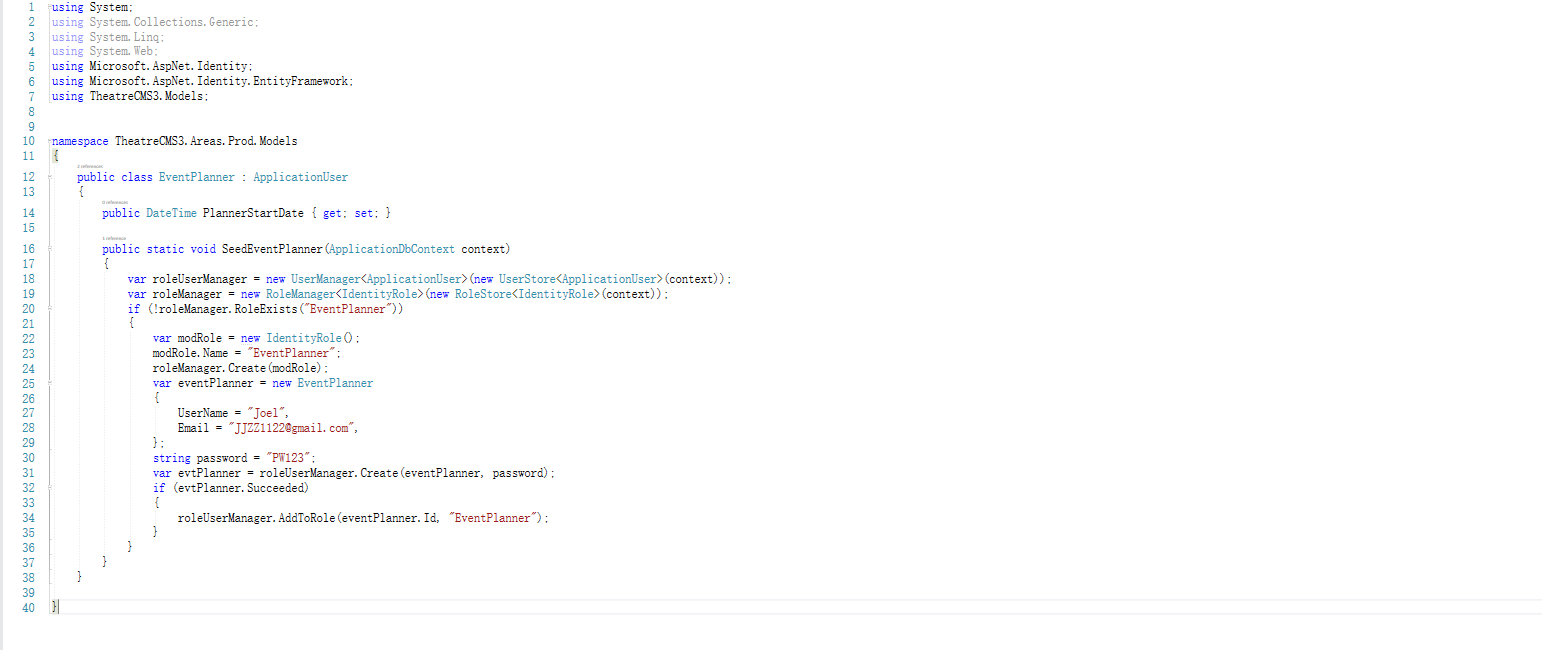 1 using System;
2 using System.Collections.Generic;
3 using System.Linq;
4 using System.Web;
5 using Microsoft.AspNet.Identity;
6 using Microsoft.AspNet.Identity.EntityFramework;
7 using TheatreCMS3.Models;
8
9
10 namespace TheatreCMS3.Areas.Prod.Models
11 {
references
12 public class EventPlanner : ApplicationUser
13 {
references
14 public DateTime PlannerStartDate { get; set; }
15
reference
16 public static void SeedEventPlanner(ApplicationDbContext context)
17 {
18 var roleUserManager = new UserManager<ApplicationUser>(new UserStore<ApplicationUser>(context));
19 var roleManager = new RoleManager<IdentityRole>(new RoleStore<IdentityRole>(context));
20 if (!roleManager.RoleExists("EventPlanner"))
21 {
22 var modRole = new IdentityRole();
23 modRole.Name = "EventPlanner";
24 roleManager.Create(modRole);
25 var eventPlanner = new EventPlanner
26 {
27 UserName = "Joel",
28 Email = "JJZZ1122@gmail.com",
29 };
30 string password = "PW123";
31 var evtPlanner = roleUserManager.Create(eventPlanner, password);
32 if (evtPlanner.Succeeded)
33 {
34 roleUserManager.AddToRole(eventPlanner.Id, "EventPlanner");
35 }
36 }
37 }
38 }
39
40 }